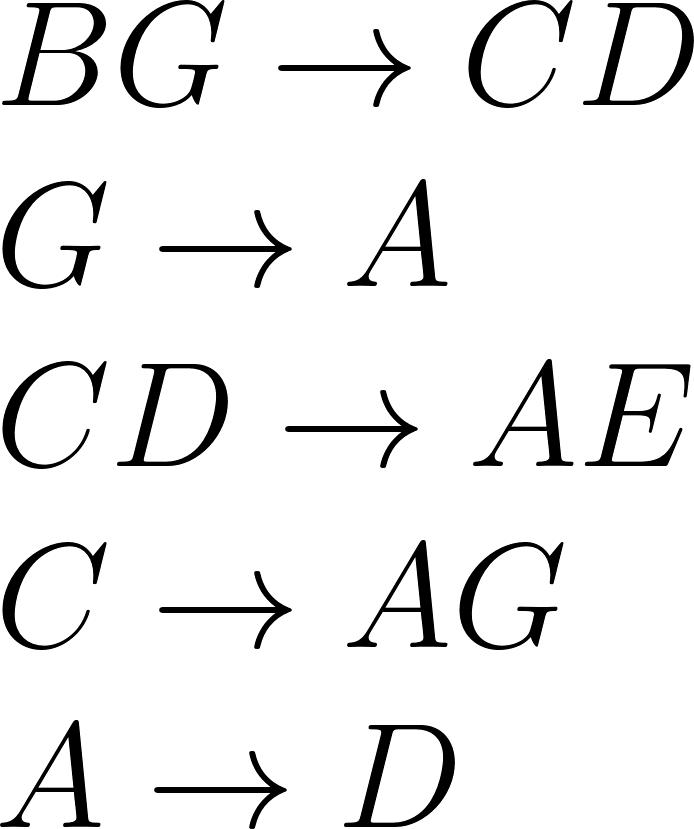 BG → CD
G → A
CD → AE
C → AG
A → D